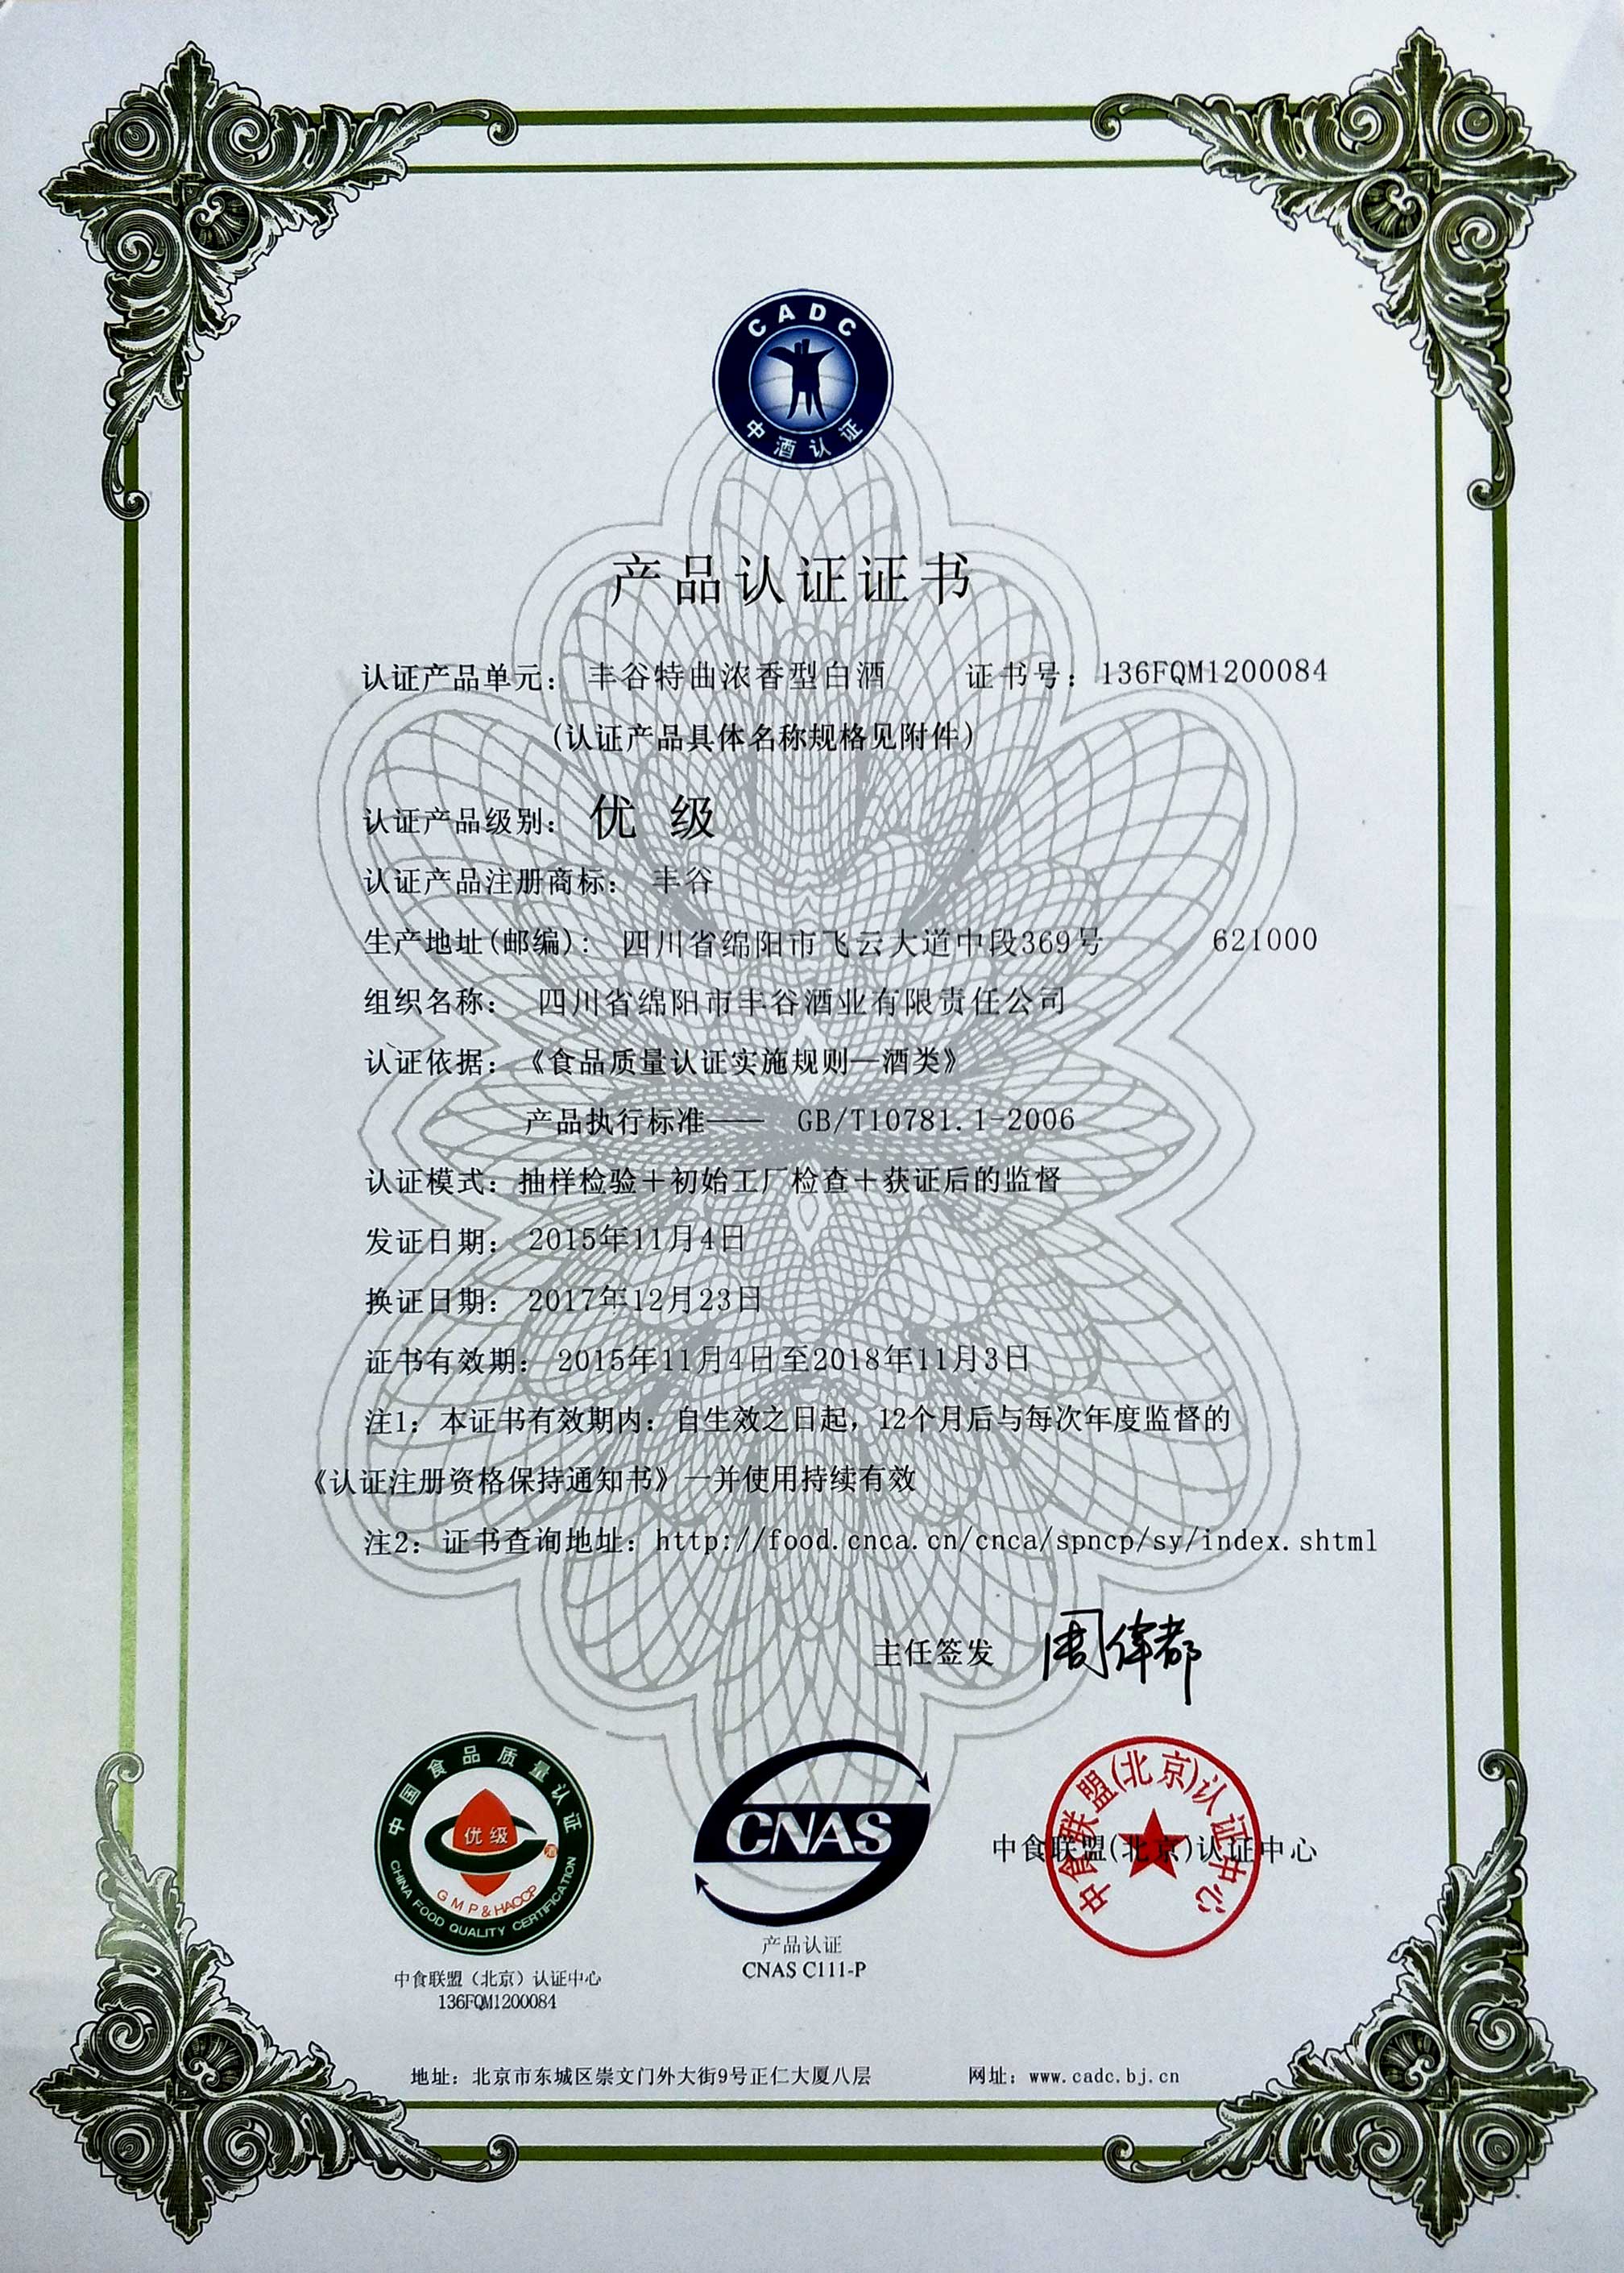 CADC
中酒认证
产品认证证书
认证产品单元： 丰谷特曲浓香型白酒 证书号：136FQM1200084
(认证产品具体名称规格见附件)
认证产品级别： 优 级
认证产品注册商标： 丰谷
生产地址(邮编)： 四川省绵阳市飞云大道中段369号 621000
组织名称： 四川省绵阳市丰谷酒业有限责任公司
认证依据：《食品质量认证实施规则—酒类》
产品执行标准—— GB/T10781.1-2006
认证模式：抽样检验＋初始工厂检查＋获证后的监督
发证日期： 2015年11月4日
换证日期： 2017年12月23日
证书有效期： 2015年11月4日至2018年11月3日
注1：本证书有效期内：自生效之日起，12个月后与每次年度监督的
《认证注册资格保持通知书》一并使用持续有效
注2：证书查询地址：http://food.cnca.cn/cnca/spncp/sy/index.shtml
主任签发 周伟都
中国食品质量认证
优级
酒
GMP&HACCP
CHINA FOOD QUALITY CERTIFICATION
中食联盟（北京）认证中心
136FQM1200084
CNAS
产品认证
CNAS C111-P
中食联盟(北京)认证中心
中食联盟(北京)认证中心
地址：北京市东城区崇文门外大街9号正仁大厦八层 网址：www.cadc.bj.cn